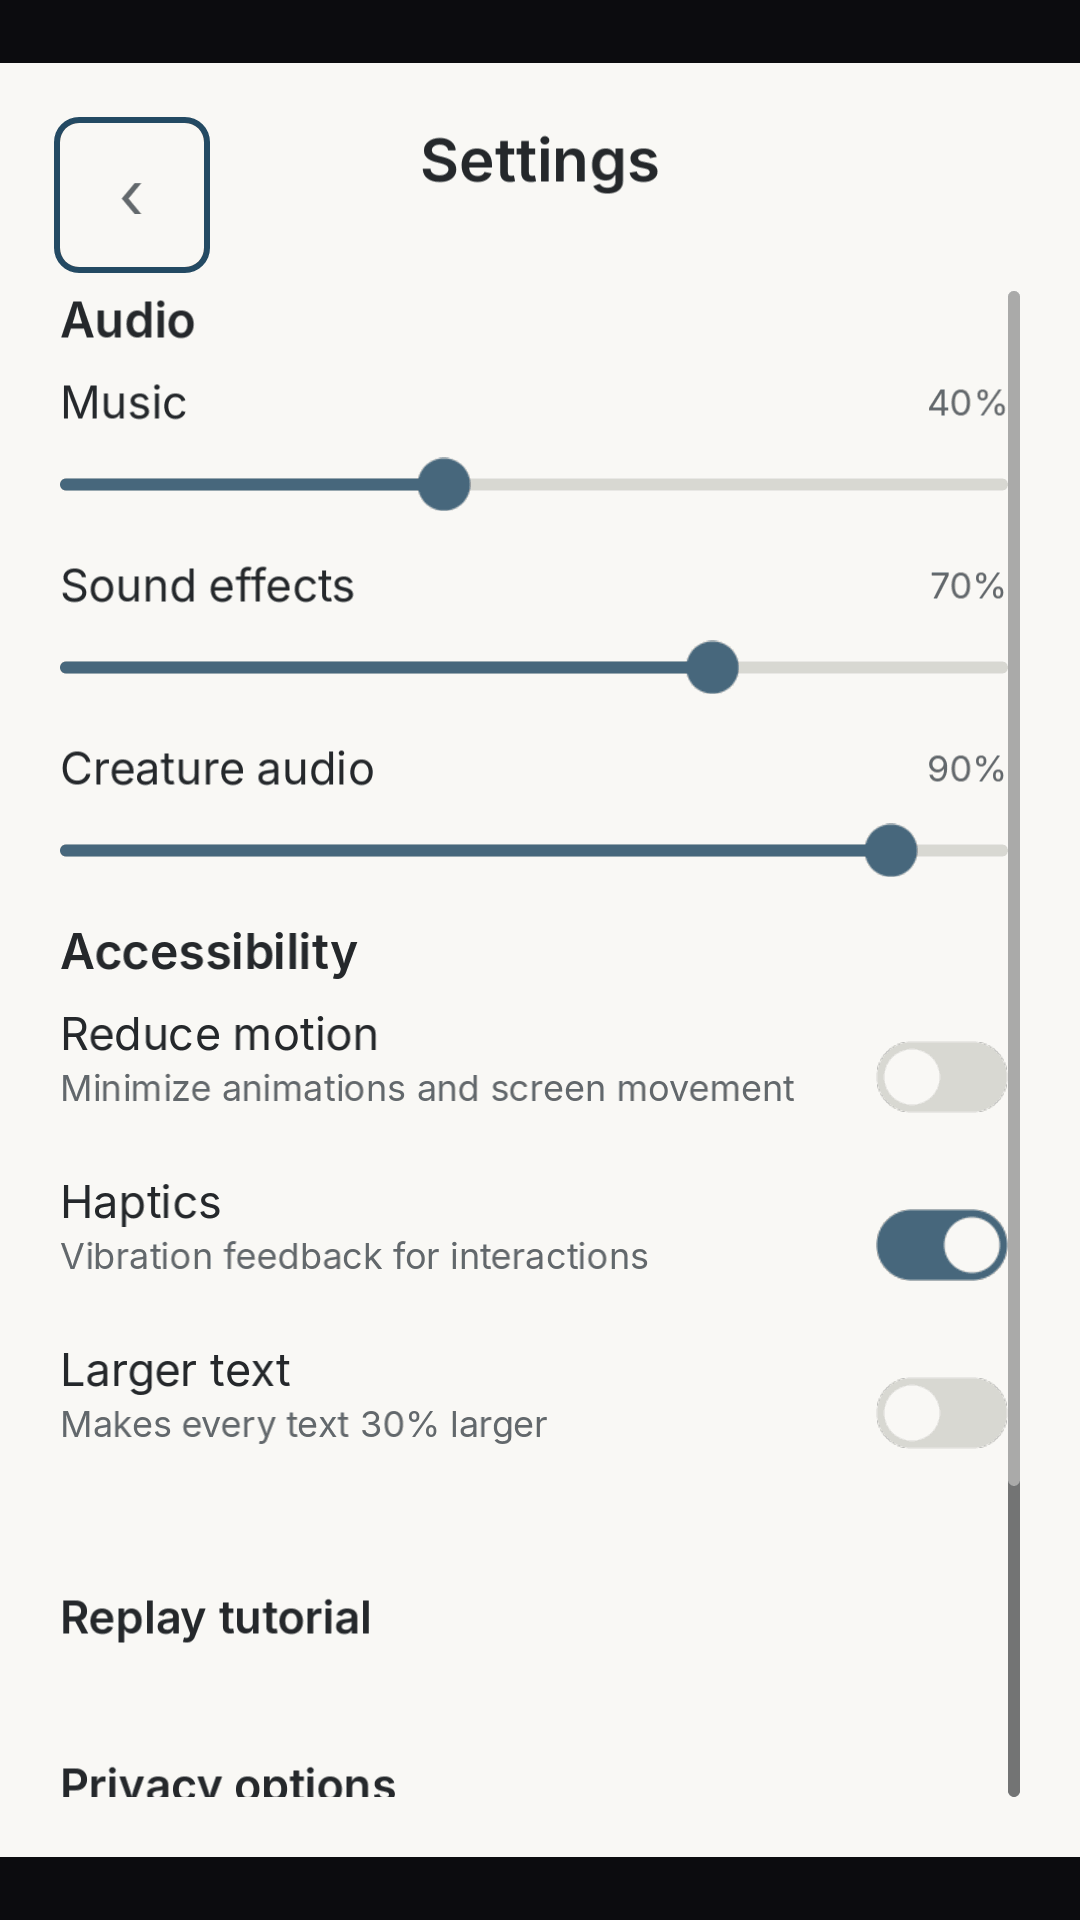 ‹
Settings
Audio
Music 40%
Sound effects 70%
Creature audio 90%
Accessibility
Reduce motion
Minimize animations and screen movement
Haptics
Vibration feedback for interactions
Larger text
Makes every text 30% larger
Replay tutorial
Privacy options